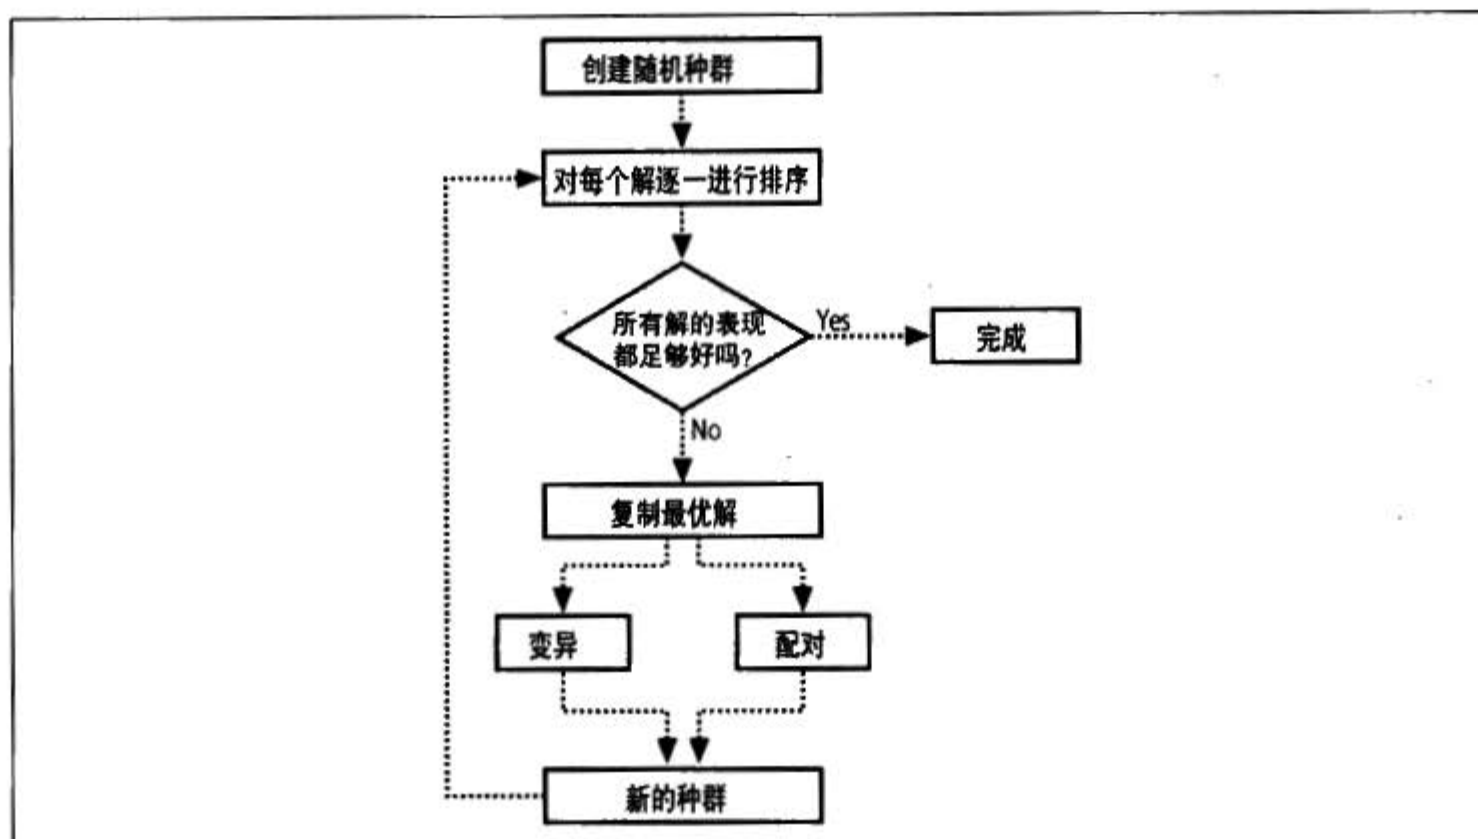 创建随机种群
对每个解逐一进行排序
所有解的表现
都足够好吗?
Yes
完成
No
复制最优解
变异
配对
新的种群